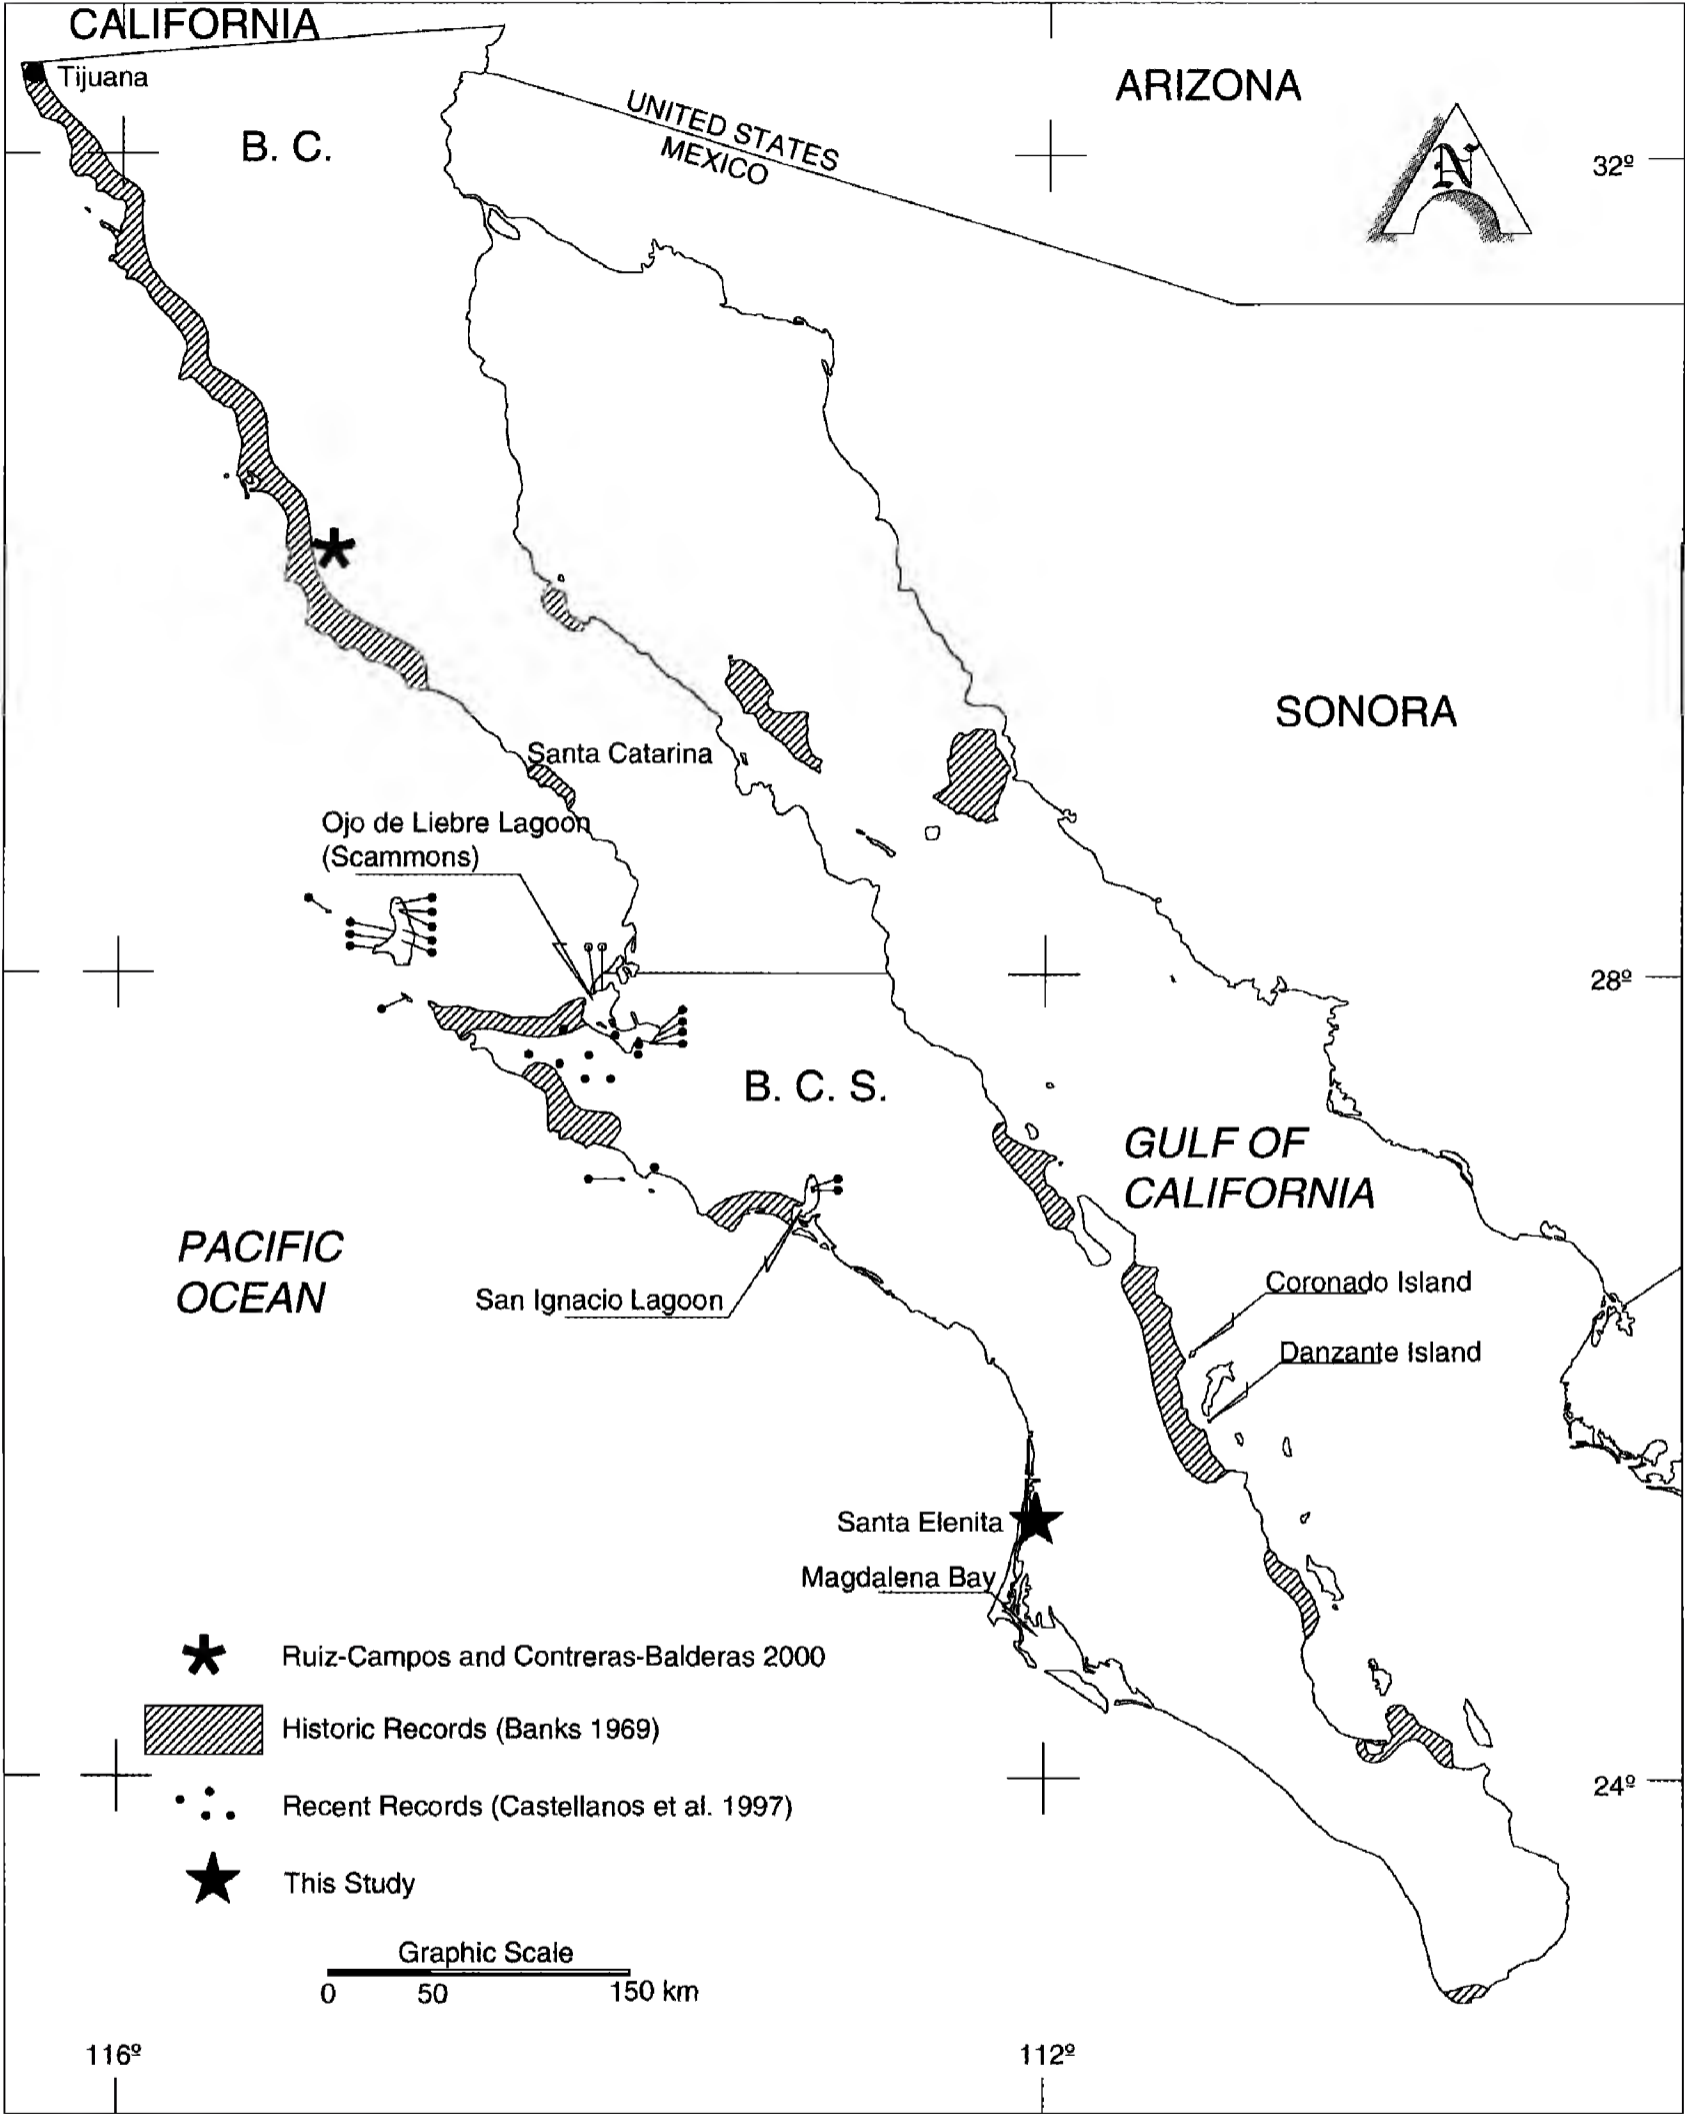 CALIFORNIA
Tijuana
B. C.
UNITED STATES
MEXICO
ARIZONA
N
32º
SONORA
Santa Catarina
Ojo de Liebre Lagoon
(Scammons)
28º
B. C. S.
GULF OF
CALIFORNIA
PACIFIC
OCEAN
San Ignacio Lagoon
Coronado Island
Danzante Island
Santa Elenita
Magdalena Bay
Ruiz-Campos and Contreras-Balderas 2000
Historic Records (Banks 1969)
24º
Recent Records (Castellanos et al. 1997)
This Study
Graphic Scale
0 50 150 km
116º 112º